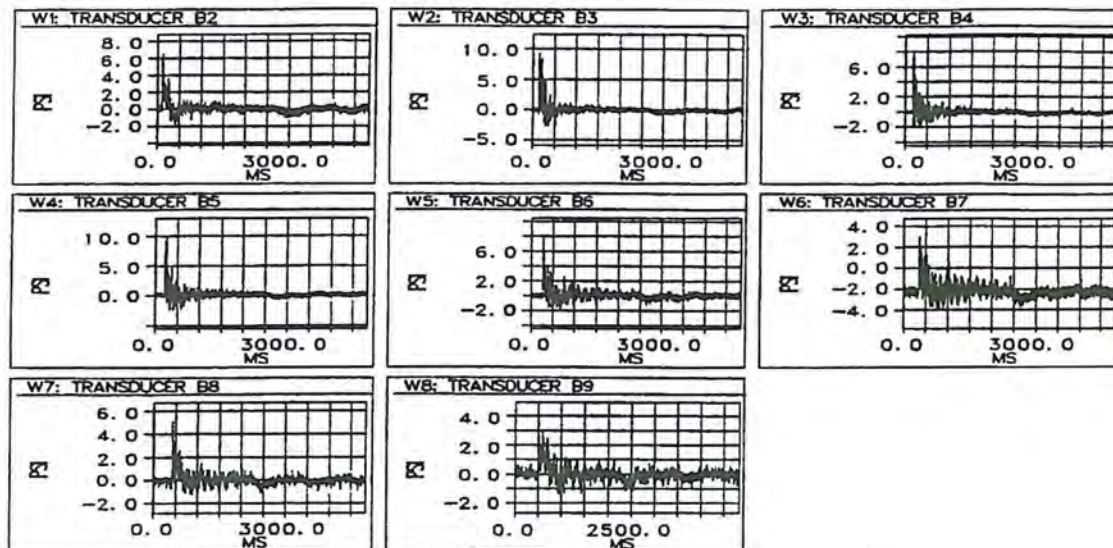 W1: TRANSDUCER B2
8.0
6.0
4.0
2.0
0.0
-2.0
0.0 3000.0
MS
W2: TRANSDUCER B3
10.0
5.0
0.0
-5.0
0.0 3000.0
MS
W3: TRANSDUCER B4
6.0
2.0
-2.0
0.0 3000.0
MS
W4: TRANSDUCER B5
10.0
5.0
0.0
0.0 3000.0
MS
W5: TRANSDUCER B6
6.0
2.0
-2.0
0.0 3000.0
MS
W6: TRANSDUCER B7
4.0
2.0
0.0
-2.0
-4.0
0.0 3000.0
MS
W7: TRANSDUCER B8
6.0
4.0
2.0
0.0
-2.0
0.0 3000.0
MS
W8: TRANSDUCER B9
4.0
2.0
0.0
-2.0
0.0 2500.0
MS